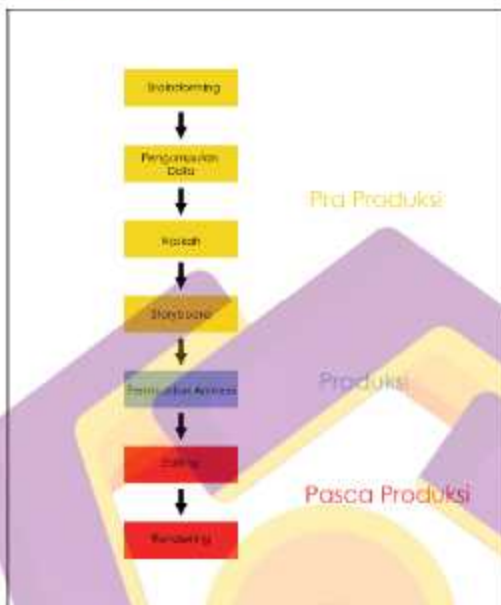 Brainstorming
Pengumpulan
Data
Pra Produksi
Naskah
Storyboard
Produksi
Pembuatan Animasi
Editing
Pasca Produksi
Rendering